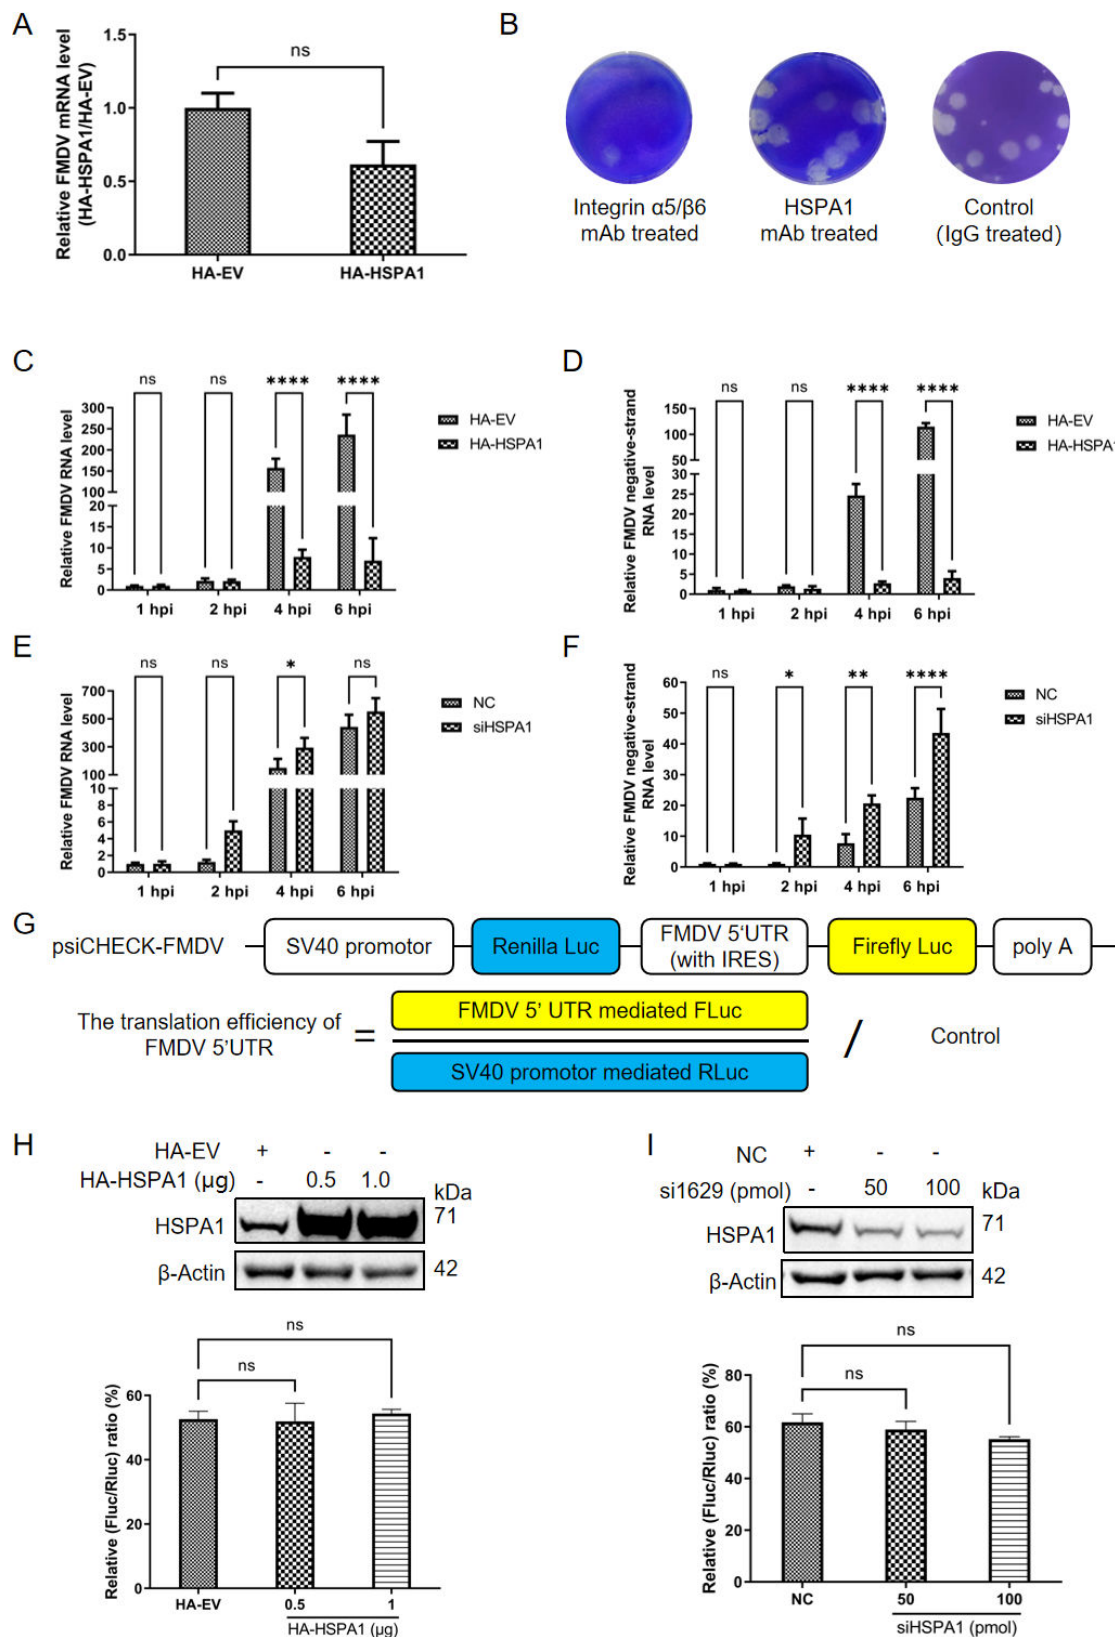 A
Relative FMDV mRNA level
(HA-HSPA1/HA-EV)
1.5
1.0
0.5
0.0
ns
HA-EV
HA-HSPA1
B
Integrin α5/β6
mAb treated
HSPA1
mAb treated
Control
(IgG treated)
C
Relative FMDV RNA level
300
250
200
150
100
20
15
10
5
0
ns
ns
****
****
1 hpi
2 hpi
4 hpi
6 hpi
HA-EV
HA-HSPA1
D
Relative FMDV negative-strand
RNA level
150
100
50
30
25
20
15
10
5
0
ns
ns
****
****
1 hpi
2 hpi
4 hpi
6 hpi
HA-EV
HA-HSPA1
E
Relative FMDV RNA level
700
500
300
100
10
8
6
4
2
0
ns
ns
*
ns
1 hpi
2 hpi
4 hpi
6 hpi
NC
siHSPA1
F
Relative FMDV negative-strand
RNA level
60
50
40
30
20
10
0
ns
*
**
****
1 hpi
2 hpi
4 hpi
6 hpi
NC
siHSPA1
G
psiCHECK-FMDV
SV40 promotor
Renilla Luc
FMDV 5'UTR
(with IRES)
Firefly Luc
poly A
The translation efficiency of
FMDV 5'UTR
=
FMDV 5' UTR mediated FLuc
SV40 promotor mediated RLuc
/
Control
H
HA-EV + - -
HA-HSPA1 (μg) - 0.5 1.0
kDa
HSPA1 71
β-Actin 42
Relative (Fluc/Rluc) ratio (%)
60
40
20
0
ns
ns
HA-EV
0.5
1
HA-HSPA1 (μg)
I
NC + - -
si1629 (pmol) - 50 100 kDa
HSPA1 71
β-Actin 42
Relative (Fluc/Rluc) ratio (%)
80
60
40
20
0
ns
ns
NC
50
100
siHSPA1 (pmol)